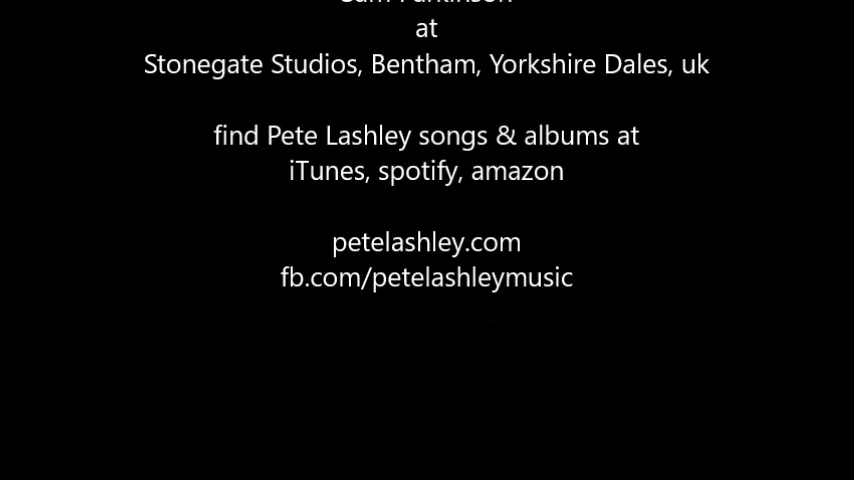 at
Stonegate Studios, Bentham, Yorkshire Dales, uk
find Pete Lashley songs & albums at
iTunes, spotify, amazon
petelashley.com
fb.com/petelashleymusic